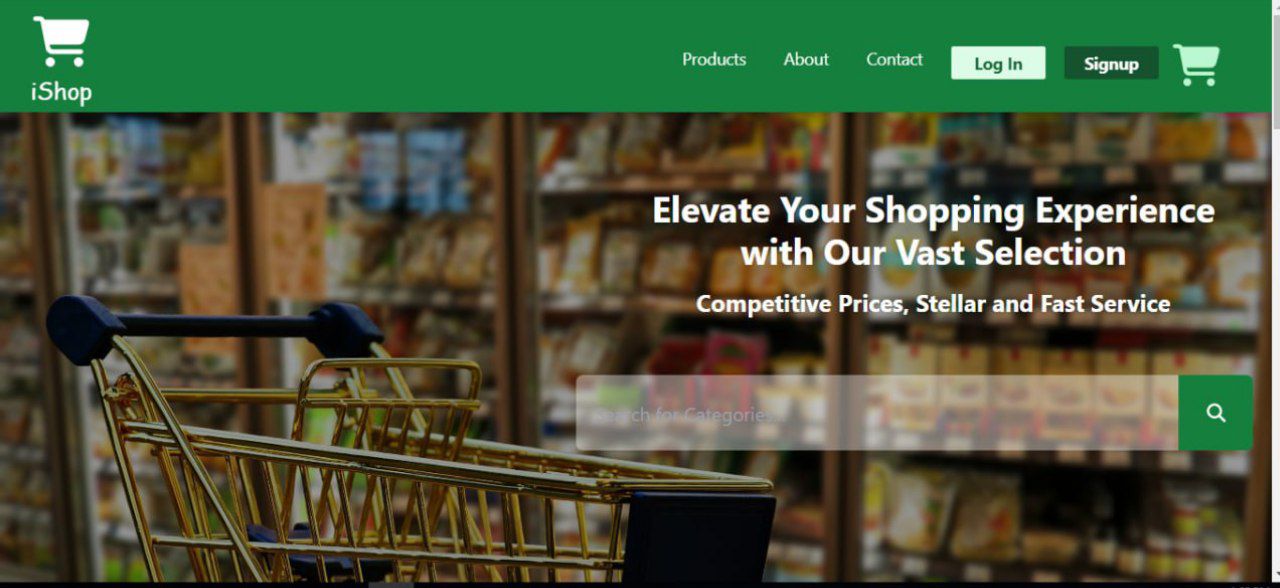 iShop
Products
About
Contact
Log In
Signup
Elevate Your Shopping Experience
with Our Vast Selection
Competitive Prices, Stellar and Fast Service
Search for Categories...